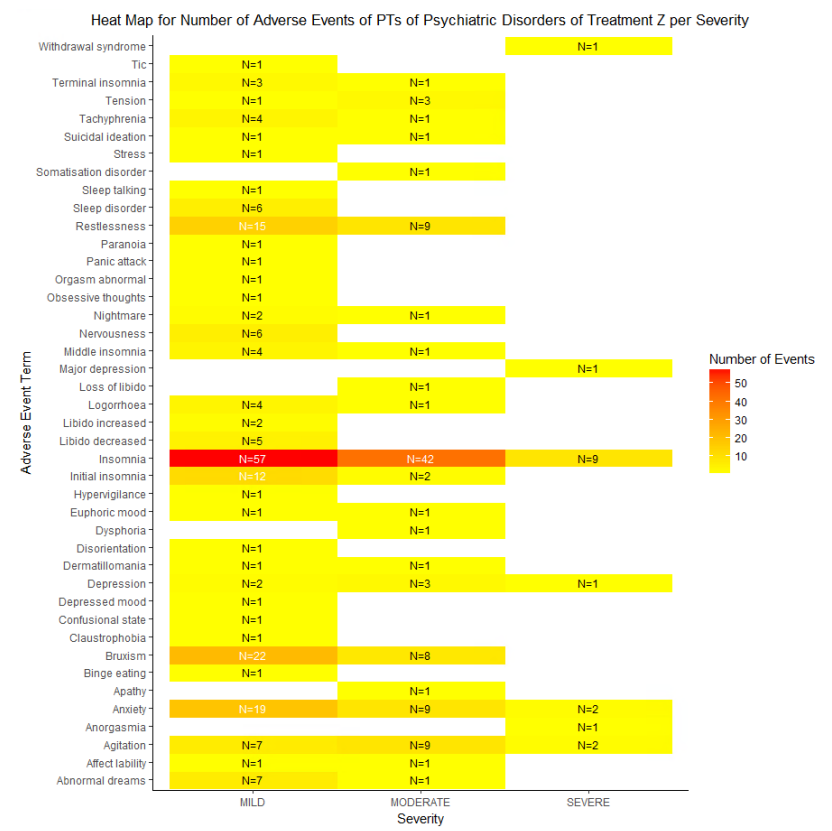 Heat Map for Number of Adverse Events of PTs of Psychiatric Disorders of Treatment Z per Severity
Withdrawal syndrome N=1
Tic N=1
Terminal insomnia N=3 N=1
Tension N=1 N=3
Tachyphrenia N=4 N=1
Suicidal ideation N=1 N=1
Stress N=1
Somatisation disorder N=1
Sleep talking N=1
Sleep disorder N=6
Restlessness N=15 N=9
Paranoia N=1
Panic attack N=1
Orgasm abnormal N=1
Obsessive thoughts N=1
Nightmare N=2 N=1
Nervousness N=6
Middle insomnia N=4 N=1
Major depression N=1
Loss of libido N=1
Logorrhoea N=4 N=1
Libido increased N=2
Libido decreased N=5
Insomnia N=57 N=42 N=9
Initial insomnia N=12 N=2
Hypervigilance N=1
Euphoric mood N=1 N=1
Dysphoria N=1
Disorientation N=1
Dermatillomania N=1 N=1
Depression N=2 N=3 N=1
Depressed mood N=1
Confusional state N=1
Claustrophobia N=1
Bruxism N=22 N=8
Binge eating N=1
Apathy N=1
Anxiety N=19 N=9 N=2
Anorgasmia N=1
Agitation N=7 N=9 N=2
Affect lability N=1 N=1
Abnormal dreams N=7 N=1
MILD MODERATE SEVERE
Severity
Adverse Event Term
Number of Events
50
40
30
20
10